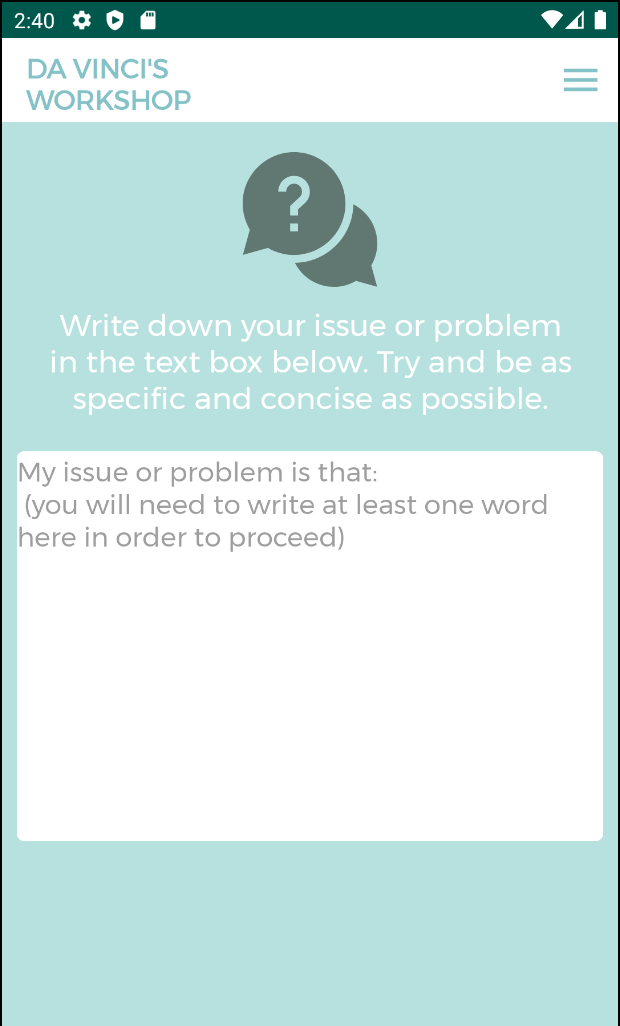 2:40
DA VINCI'S
WORKSHOP
?
Write down your issue or problem
in the text box below. Try and be as
specific and concise as possible.
My issue or problem is that:
(you will need to write at least one word
here in order to proceed)